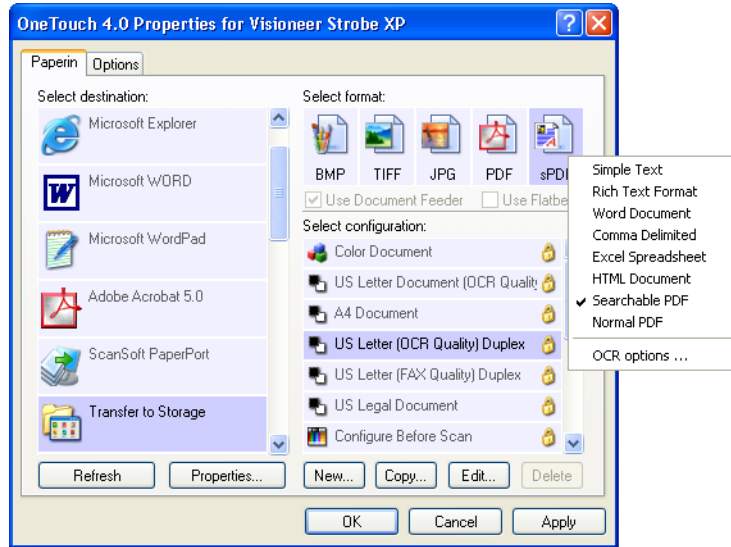 OneTouch 4.0 Properties for Visioneer Strobe XP
Paperin
Options
Select destination:
Microsoft Explorer
Microsoft WORD
Microsoft WordPad
Adobe Acrobat 5.0
ScanSoft PaperPort
Transfer to Storage
Refresh
Properties...
Select format:
BMP TIFF JPG PDF sPD
Use Document Feeder
Use Flatbe
Select configuration:
Color Document
US Letter Document (OCR Quality
A4 Document
US Letter (OCR Quality) Duplex
US Letter (FAX Quality) Duplex
US Legal Document
Configure Before Scan
New... Copy... Edit... Delete
OK Cancel Apply
Simple Text
Rich Text Format
Word Document
Comma Delimited
Excel Spreadsheet
HTML Document
Searchable PDF
Normal PDF
OCR options ...